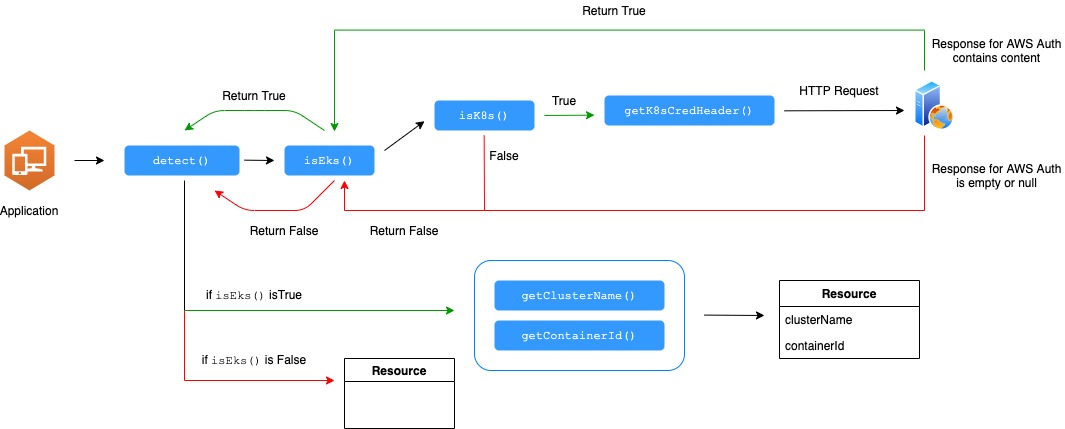 Return True
Response for AWS Auth
contains content
Return True
HTTP Request
True
isK8s()
getK8sCredHeader()
detect()
isEks()
False
Response for AWS Auth
is empty or null
Application
Return False
Return False
if isEks() isTrue
getClusterName()
getContainerId()
Resource
clusterName
containerId
if isEks() is False
Resource